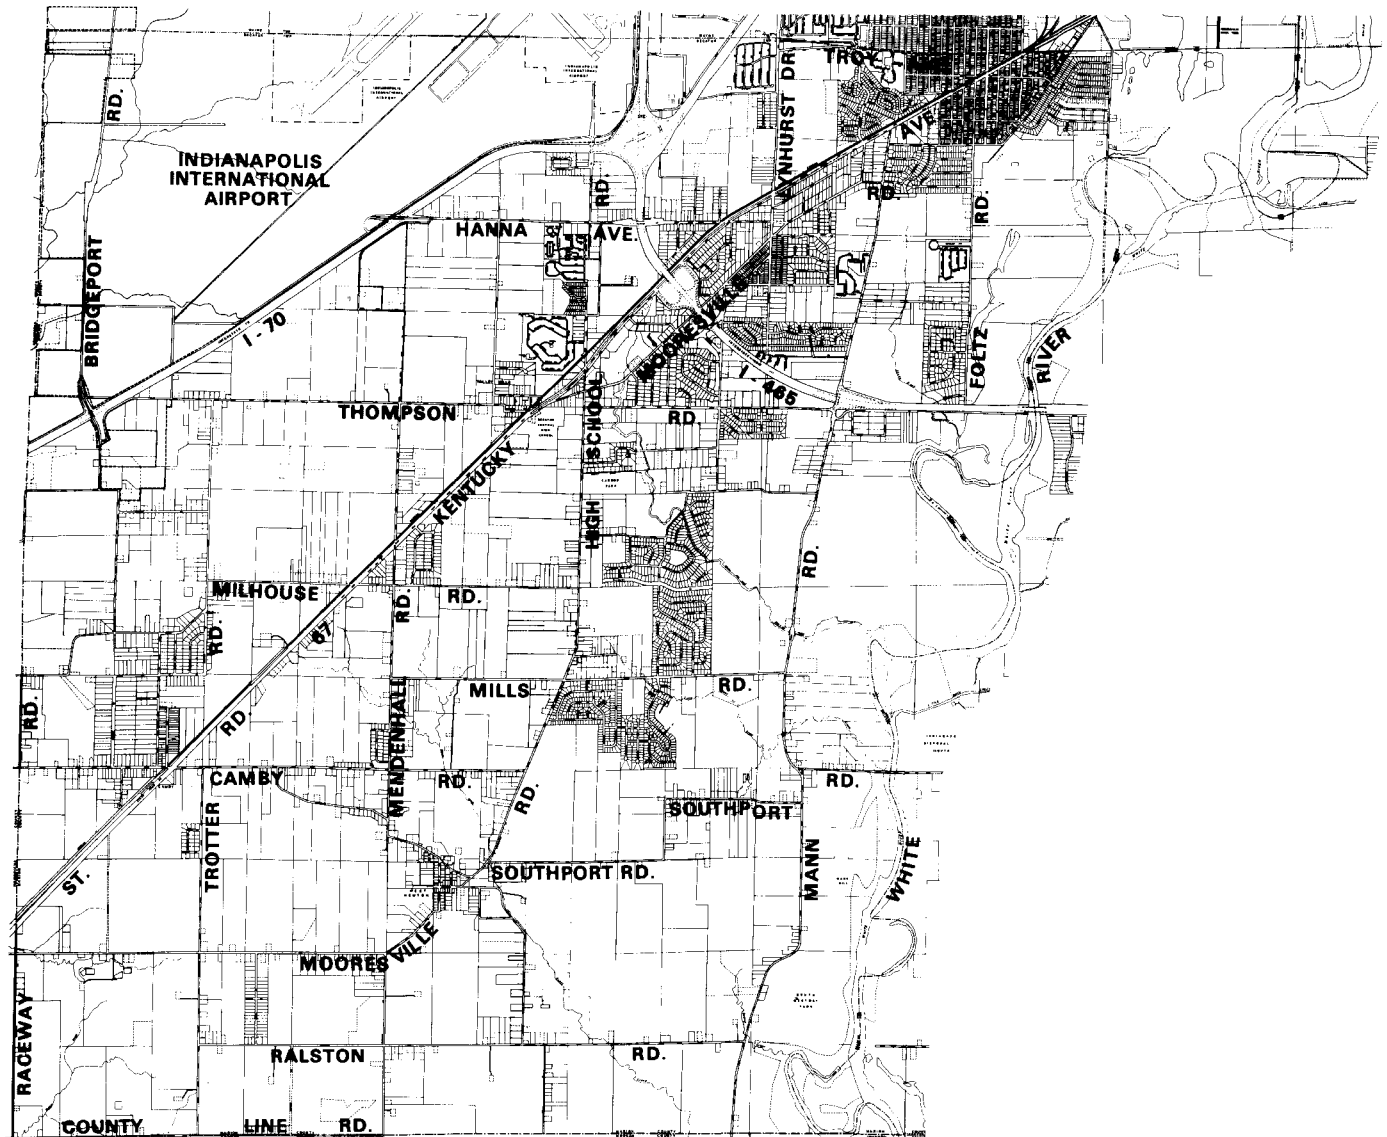 LYNHURST DR.
TROY AVE.
RD.
INDIANAPOLIS
INTERNATIONAL
AIRPORT
AVE.
RD.
RD.
RD.
HANNA AVE.
BRIDGEPORT
I - 70
MOORESVILLE
FOLTZ
RIVER
I - 465
THOMPSON RD.
SCHOOL
KENTUCKY
HIGH
RD.
MILHOUSE RD.
RD.
RD.
67
RD.
MILLS RD.
RD.
MENDENHALL
CAMBY RD. RD.
RD.
TROTTER
SOUTHPORT
MANN
WHITE
SOUTHPORT RD.
ST.
MOORESVILLE
RACEWAY
RALSTON RD.
COUNTY LINE RD.